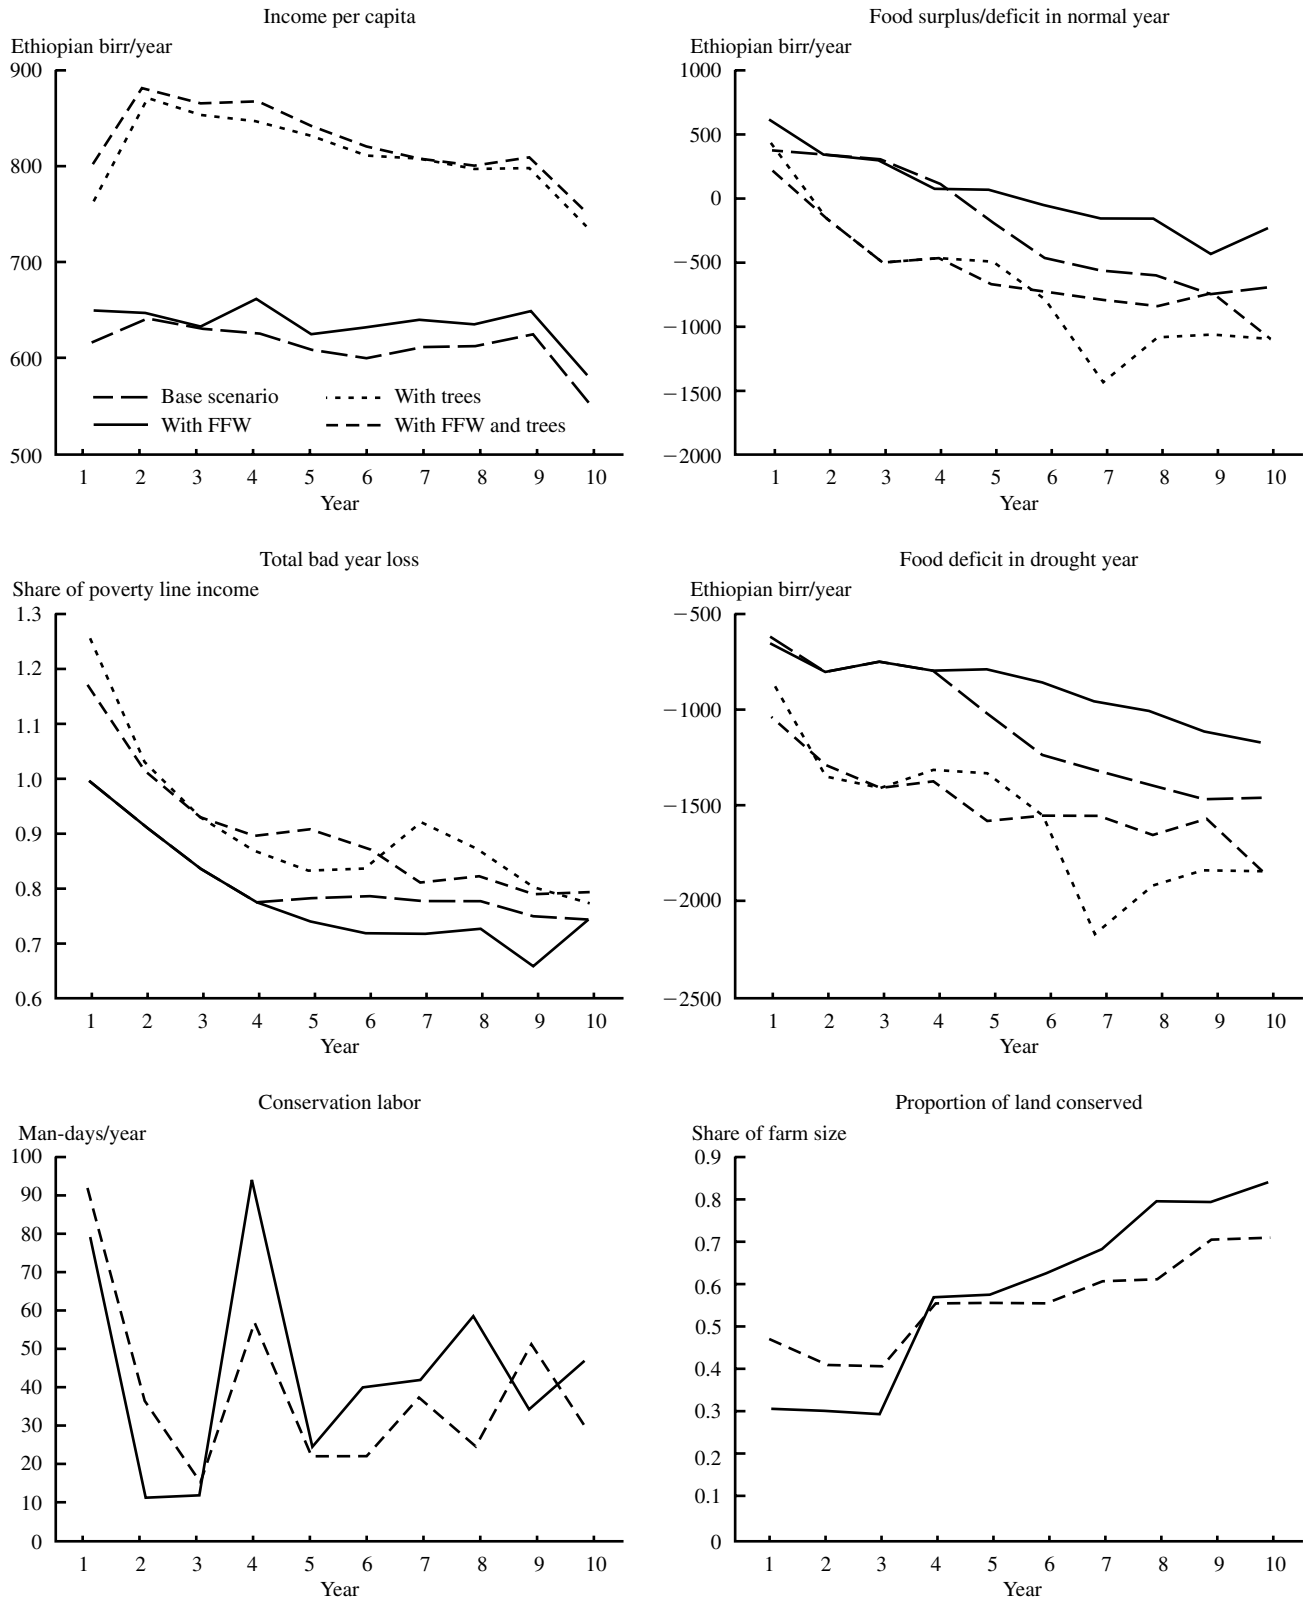 Income per capita
Ethiopian birr/year
900
800
700
600
500
Base scenario
With trees
With FFW
With FFW and trees
1 2 3 4 5 6 7 8 9 10
Year
Food surplus/deficit in normal year
Ethiopian birr/year
1000
500
0
−500
−1000
−1500
−2000
1 2 3 4 5 6 7 8 9 10
Year
Total bad year loss
Share of poverty line income
1.3
1.2
1.1
1.0
0.9
0.8
0.7
0.6
1 2 3 4 5 6 7 8 9 10
Year
Food deficit in drought year
Ethiopian birr/year
−500
−1000
−1500
−2000
−2500
1 2 3 4 5 6 7 8 9 10
Year
Conservation labor
Man-days/year
100
90
80
70
60
50
40
30
20
10
0
1 2 3 4 5 6 7 8 9 10
Year
Proportion of land conserved
Share of farm size
0.9
0.8
0.7
0.6
0.5
0.4
0.3
0.2
0.1
0
1 2 3 4 5 6 7 8 9 10
Year